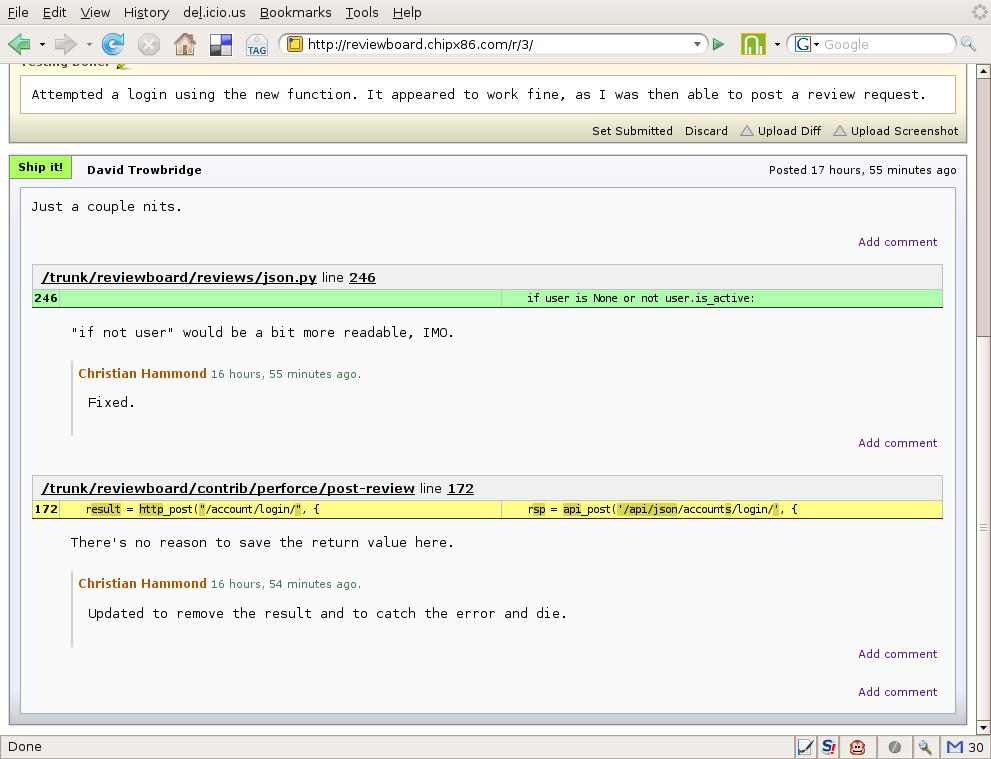 File Edit View History del.icio.us Bookmarks Tools Help
TAG http://reviewboard.chipx86.com/r/3/ G Google
Testing Done:
Attempted a login using the new function. It appeared to work fine, as I was then able to post a review request.
Set Submitted Discard Upload Diff Upload Screenshot
Ship it! David Trowbridge Posted 17 hours, 55 minutes ago
Just a couple nits.
Add comment
/trunk/reviewboard/reviews/json.py line 246
246 if user is None or not user.is_active:
"if not user" would be a bit more readable, IMO.
Christian Hammond 16 hours, 55 minutes ago.
Fixed.
Add comment
/trunk/reviewboard/contrib/perforce/post-review line 172
172 result = http_post("/account/login/", { rsp = api_post('/api/json/accounts/login/', {
There's no reason to save the return value here.
Christian Hammond 16 hours, 54 minutes ago.
Updated to remove the result and to catch the error and die.
Add comment
Add comment
Done S! M 30